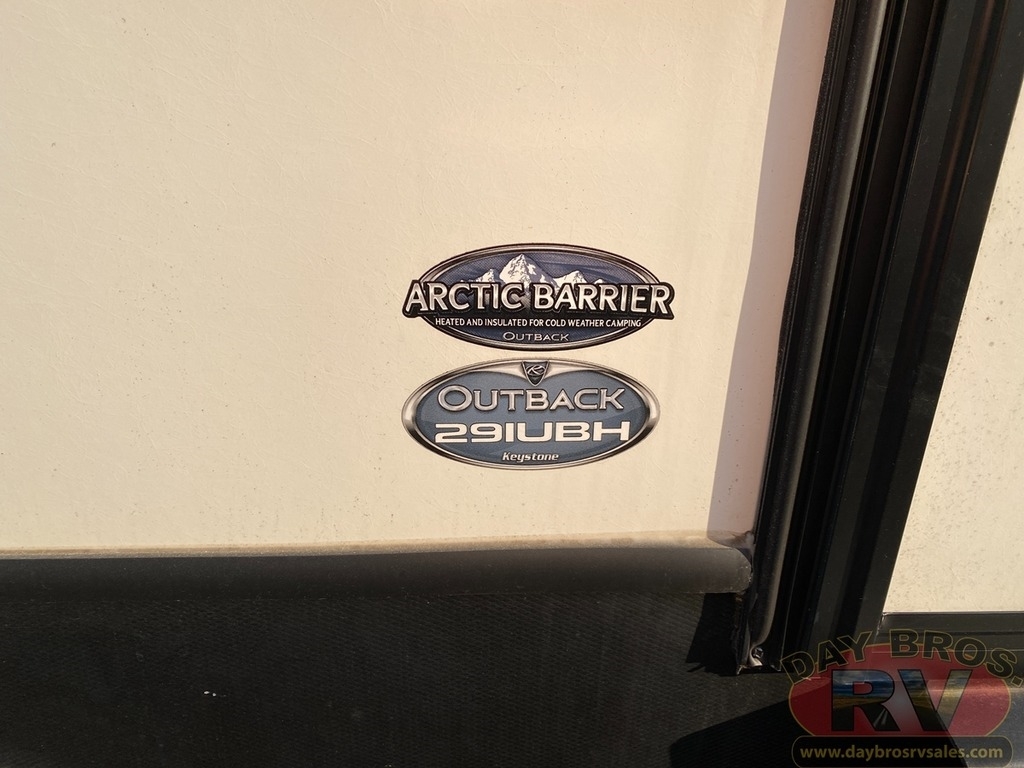 ARCTIC BARRIER
HEATED AND INSULATED FOR COLD WEATHER CAMPING
OUTBACK
OUTBACK
291UBH
Keystone
DAY BROS.
RV
www.daybrosrvsales.com